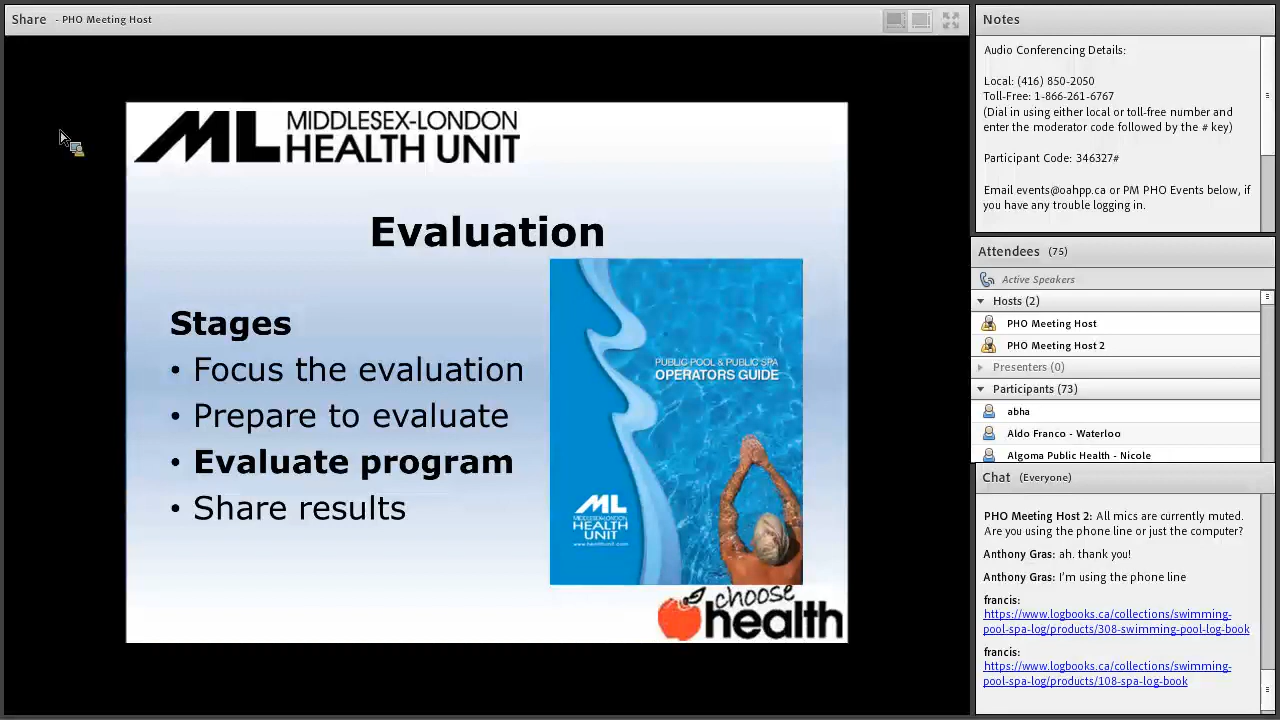 Share - PHO Meeting Host
ML MIDDLESEX-LONDON
HEALTH UNIT
Evaluation
Stages
• Focus the evaluation
• Prepare to evaluate
• Evaluate program
• Share results
PUBLIC POOL & PUBLIC SPA
OPERATORS GUIDE
ML
MIDDLESEX-LONDON
HEALTH
UNIT
www.healthunit.com
choose
health
Notes
Audio Conferencing Details:
Local: (416) 850-2050
Toll-Free: 1-866-261-6767
(Dial in using either local or toll-free number and
enter the moderator code followed by the # key)
Participant Code: 346327#
Email events@oahpp.ca or PM PHO Events below, if
you have any trouble logging in.
Attendees (75)
Active Speakers
Hosts (2)
PHO Meeting Host
PHO Meeting Host 2
Presenters (0)
Participants (73)
abha
Aldo Franco - Waterloo
Algoma Public Health - Nicole
Chat (Everyone)
PHO Meeting Host 2: All mics are currently muted.
Are you using the phone line or just the computer?
Anthony Gras: ah. thank you!
Anthony Gras: I'm using the phone line
francis:
https://www.logbooks.ca/collections/swimming-
pool-spa-log/products/308-swimming-pool-log-book
francis:
https://www.logbooks.ca/collections/swimming-
pool-spa-log/products/108-spa-log-book